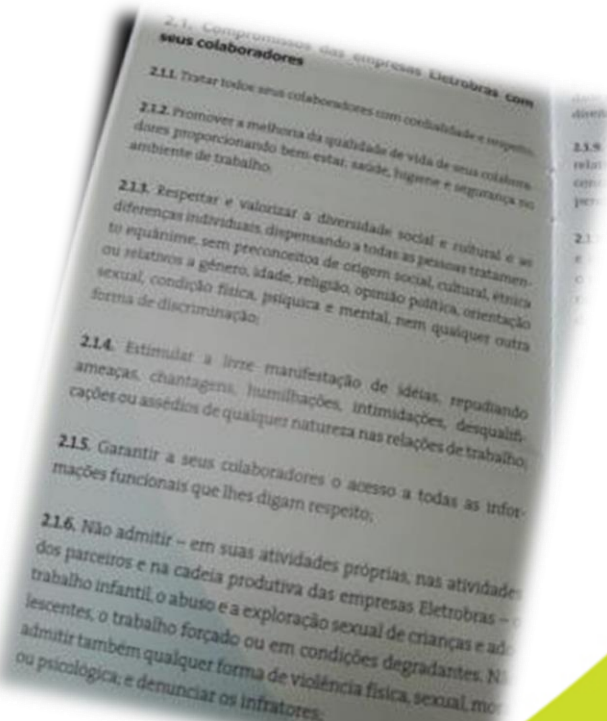 2.1. Compromissos das empresas Eletrobras com
seus colaboradores
2.1.1. Tratar todos seus colaboradores com cordialidade e respeito;
2.1.2. Promover a melhoria da qualidade de vida de seus colabora-
dores proporcionando bem-estar, saúde, higiene e segurança no
ambiente de trabalho;
2.1.3. Respeitar e valorizar a diversidade social e cultural e as
diferenças individuais, dispensando a todas as pessoas tratamen-
to equânime, sem preconceitos de origem social, cultural, étnica
ou relativos a gênero, idade, religião, opinião política, orientação
sexual, condição física, psíquica e mental, nem qualquer outra
forma de discriminação;
2.1.4. Estimular a livre manifestação de ideias, repudiando
ameaças, chantagens, humilhações, intimidações, desqualifi-
cações ou assédios de qualquer natureza nas relações de trabalho;
2.1.5. Garantir a seus colaboradores o acesso a todas as infor-
mações funcionais que lhes digam respeito;
2.1.6. Não admitir – em suas atividades próprias, nas atividades
dos parceiros e na cadeia produtiva das empresas Eletrobras – o
trabalho infantil, o abuso e a exploração sexual de crianças e ado
lescentes, o trabalho forçado ou em condições degradantes. Nã
admitir também qualquer forma de violência física, sexual, mor
ou psicológica; e denunciar os infratores;
2.1.9.